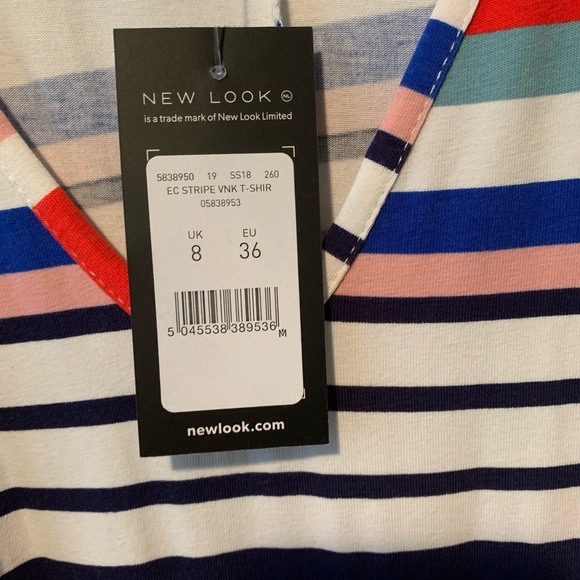 NEW LOOK NL
is a trade mark of New Look Limited
5838950 19 SS18 260
EC STRIPE VNK T-SHIR
05838953
UK EU
8 36
5 045538 389536 M
newlook.com